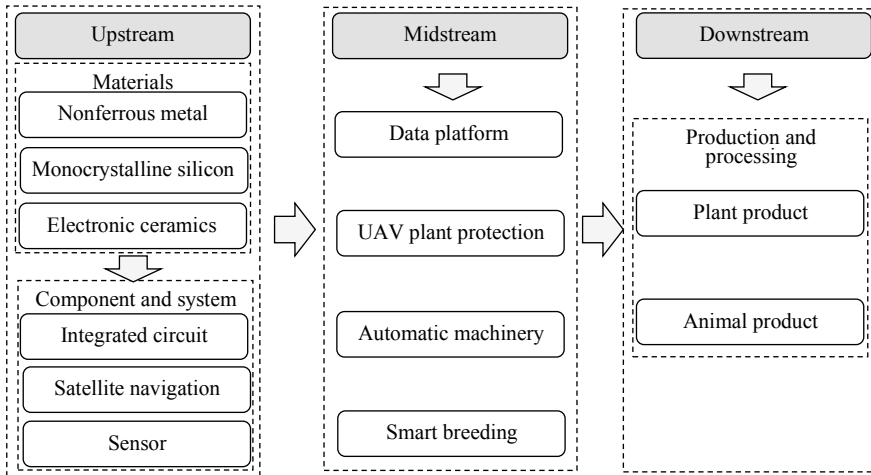 Upstream
Materials
Nonferrous metal
Monocrystalline silicon
Electronic ceramics
Component and system
Integrated circuit
Satellite navigation
Sensor
Midstream
Data platform
UAV plant protection
Automatic machinery
Smart breeding
Downstream
Production and
processing
Plant product
Animal product